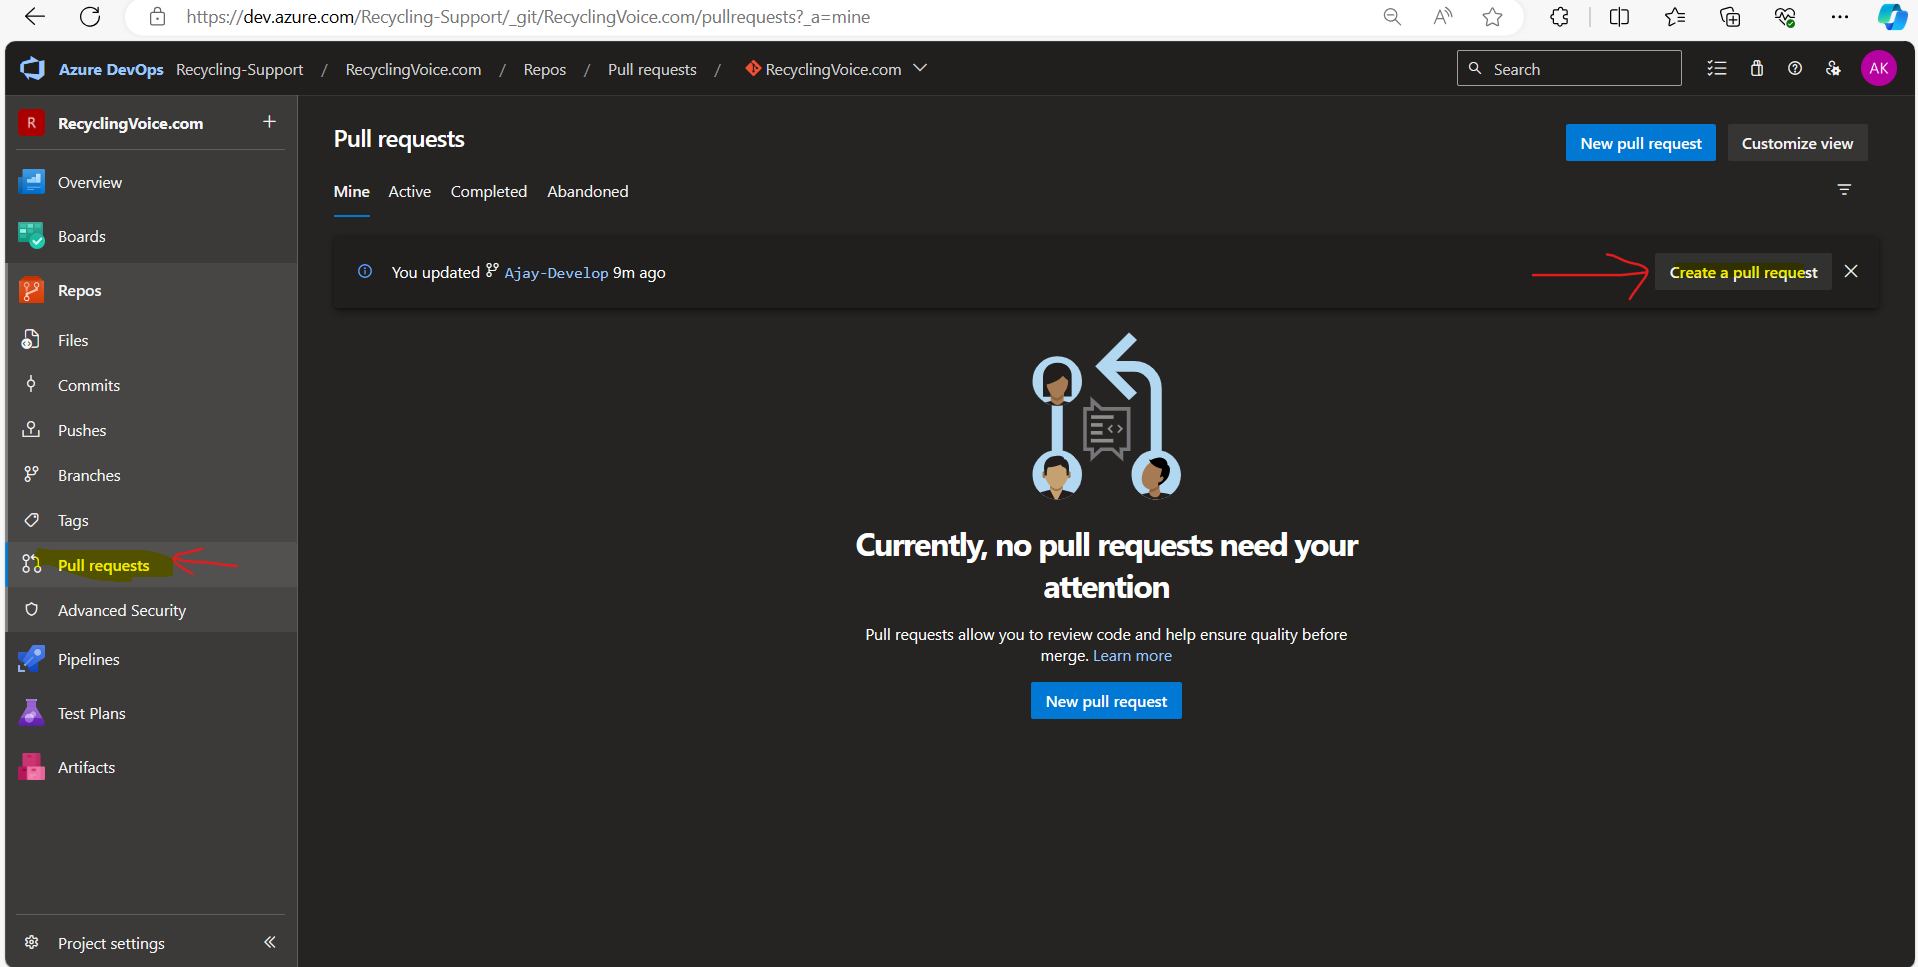 https://dev.azure.com/Recycling-Support/_git/RecyclingVoice.com/pullrequests?_a=mine
Azure DevOps Recycling-Support / RecyclingVoice.com / Repos / Pull requests / RecyclingVoice.com
Search
AK
R RecyclingVoice.com +
Overview
Boards
Repos
Files
Commits
Pushes
Branches
Tags
Pull requests
Advanced Security
Pipelines
Test Plans
Artifacts
Project settings
Pull requests
New pull request
Customize view
Mine Active Completed Abandoned
You updated Ajay-Develop 9m ago
Create a pull request
Currently, no pull requests need your
attention
Pull requests allow you to review code and help ensure quality before
merge. Learn more
New pull request